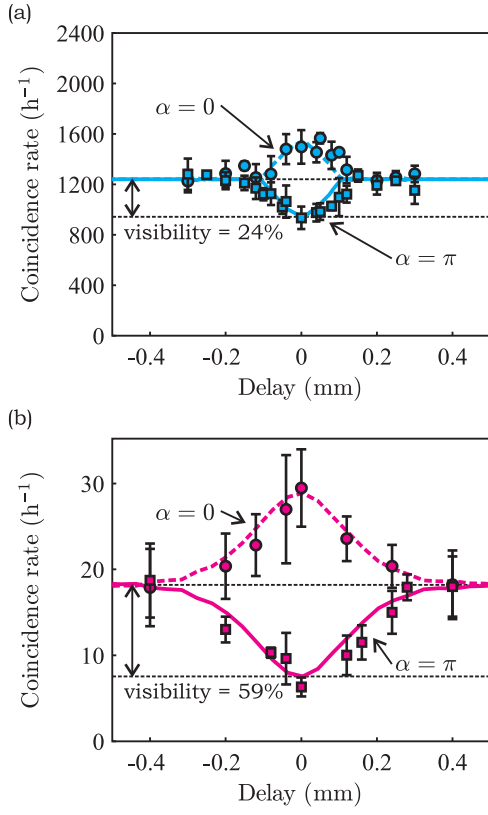 (a)
2400
2000
1600
1200
800
400
0
Coincidence rate (h⁻¹)
α = 0
visibility = 24%
α = π
-0.4 -0.2 0 0.2 0.4
Delay (mm)
(b)
30
20
10
0
Coincidence rate (h⁻¹)
α = 0
α = π
visibility = 59%
-0.4 -0.2 0 0.2 0.4
Delay (mm)